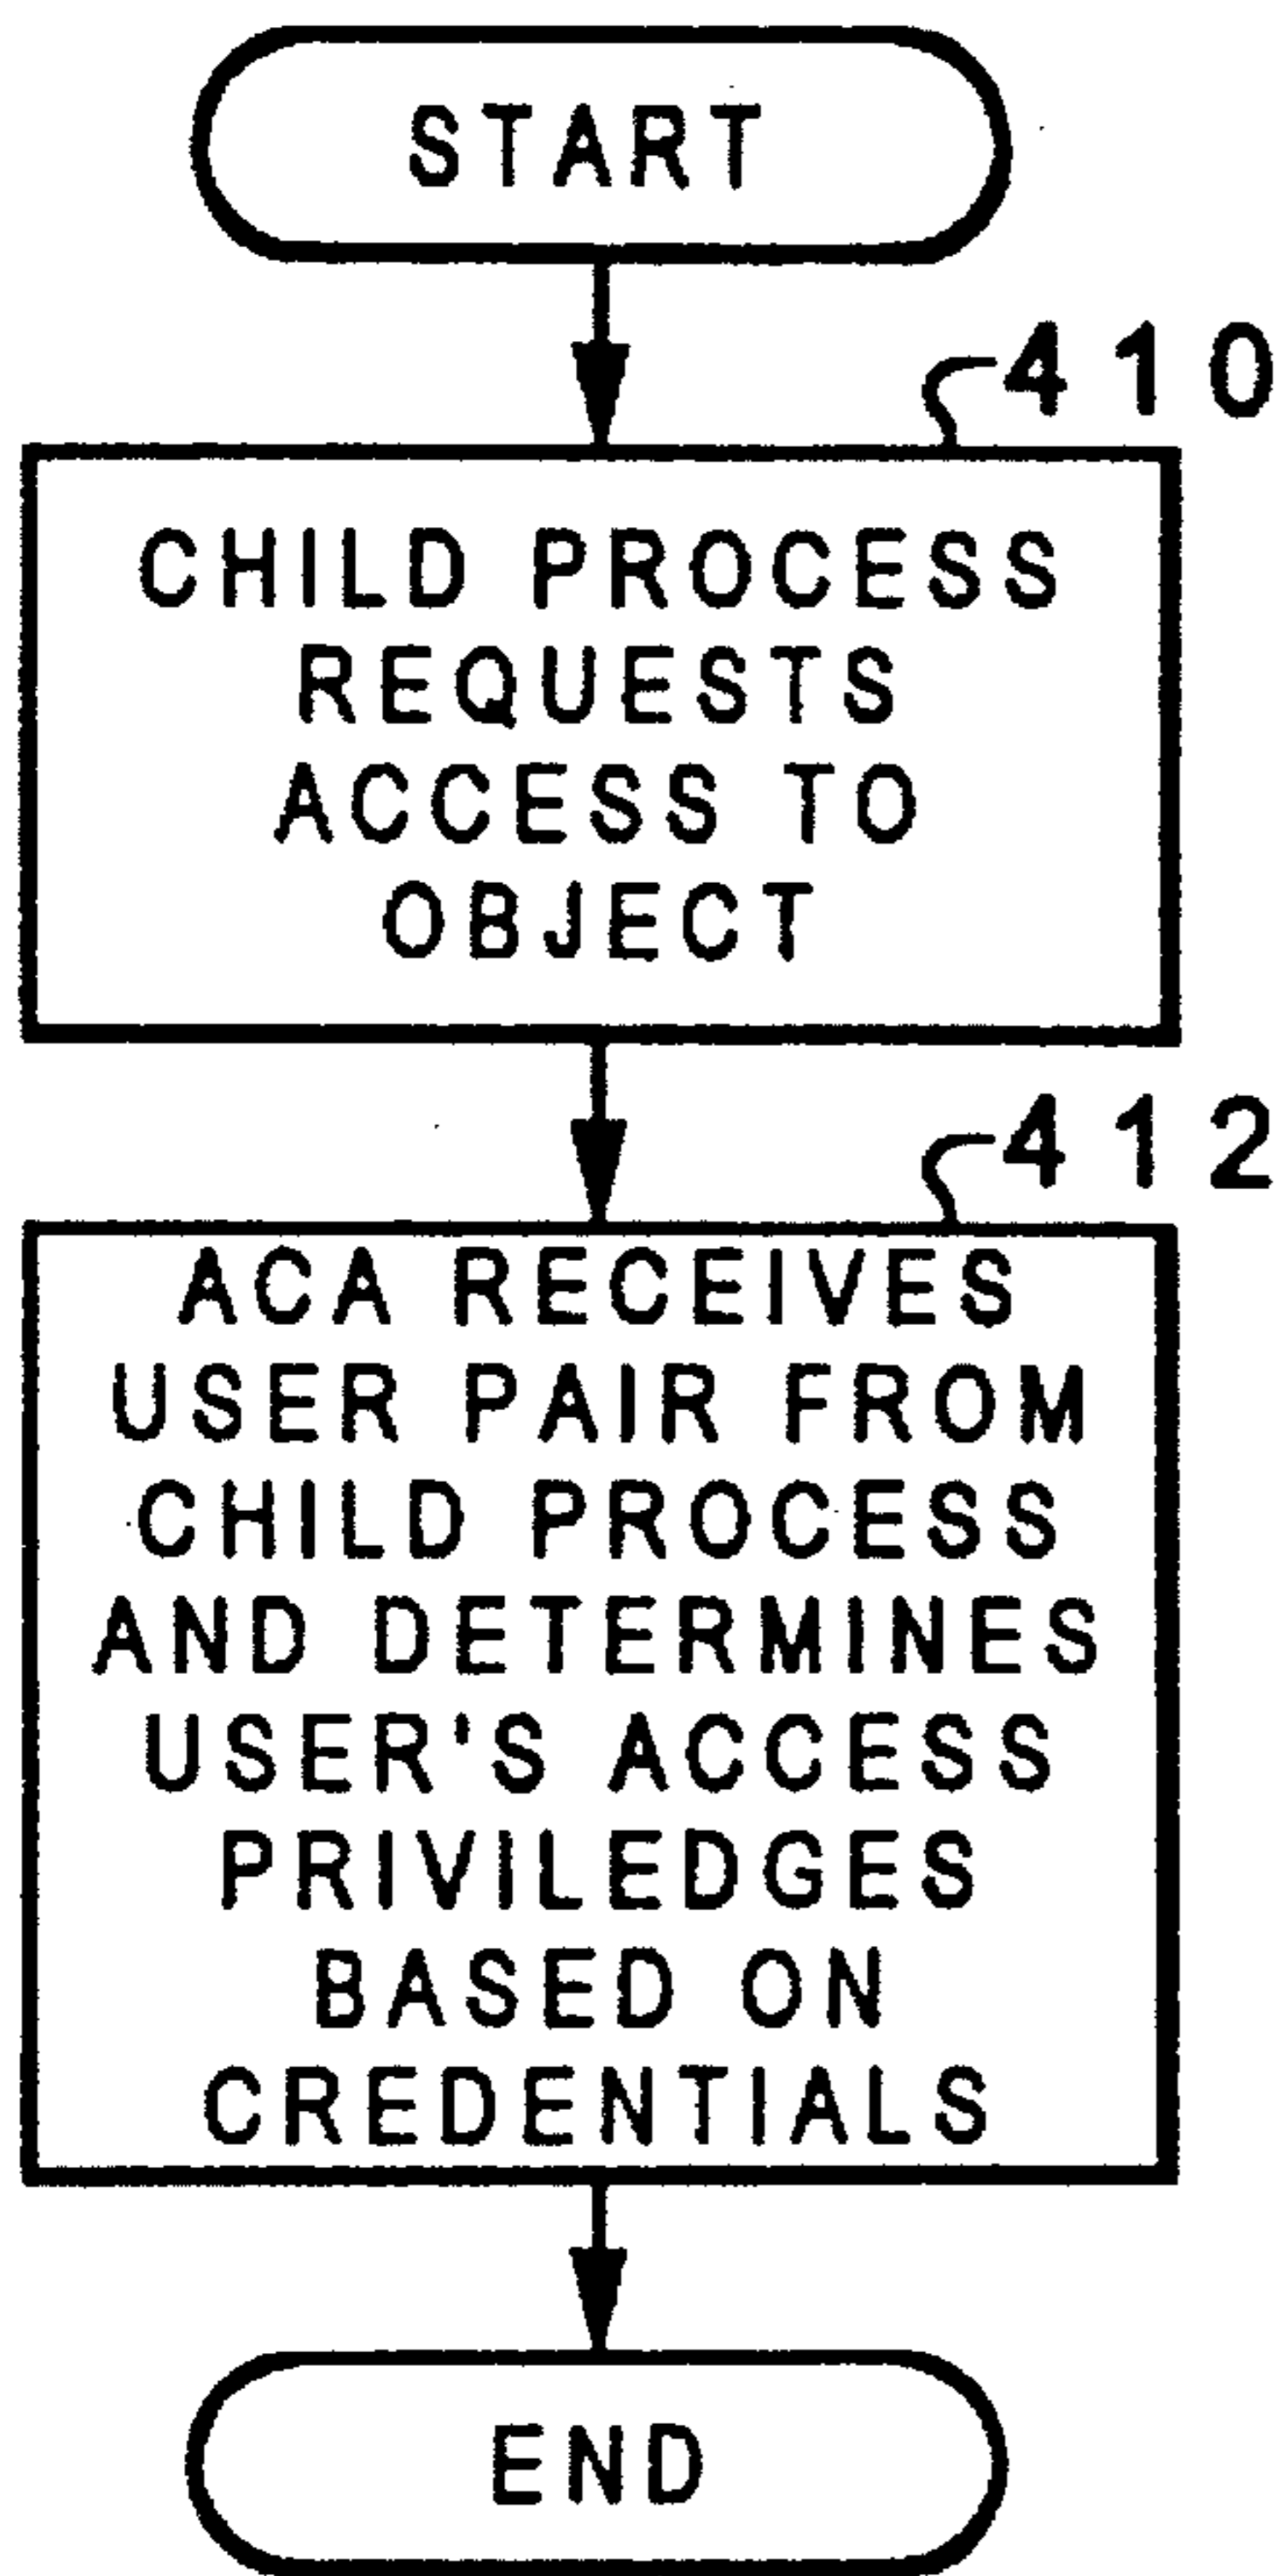 START
410
CHILD PROCESS
REQUESTS
ACCESS TO
OBJECT
412
ACA RECEIVES
USER PAIR FROM
CHILD PROCESS
AND DETERMINES
USER'S ACCESS
PRIVILEDGES
BASED ON
CREDENTIALS
END